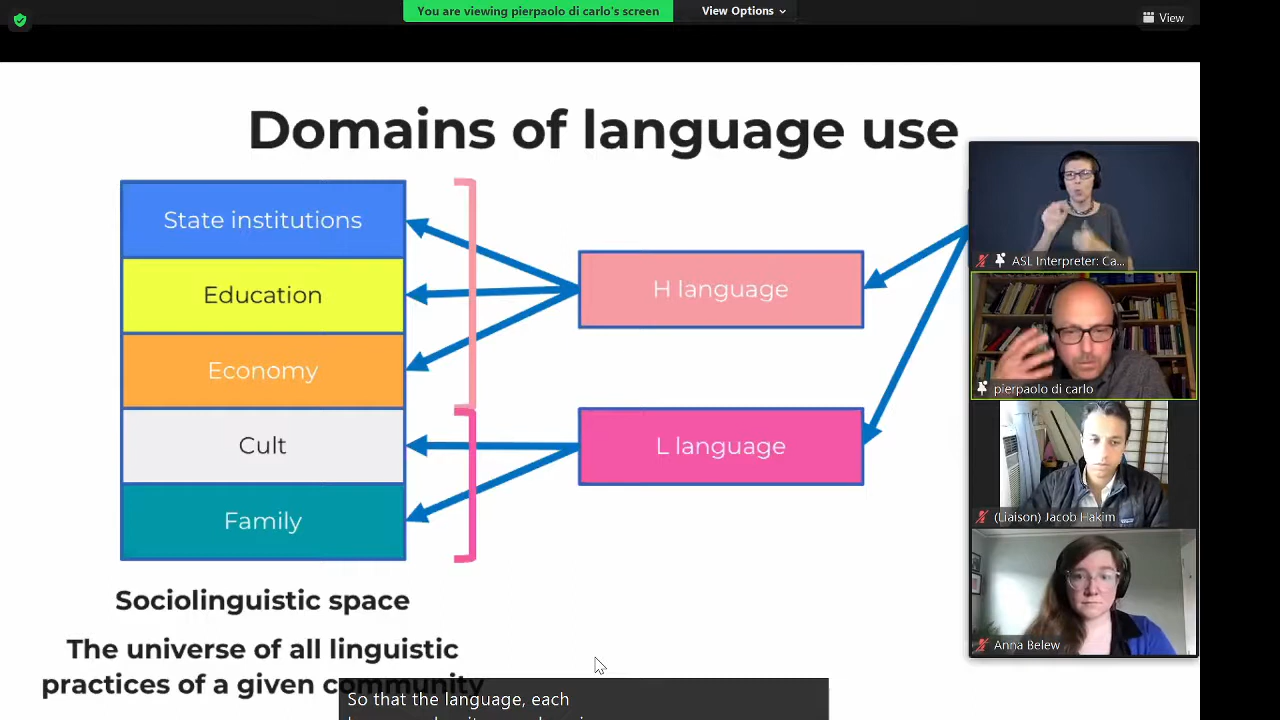 You are viewing pierpaolo di carlo's screen
View Options
View
Domains of language use
State institutions
Education
Economy
Cult
Family
H language
L language
Sociolinguistic space
The universe of all linguistic
practices of a given community
ASL Interpreter: Ca...
pierpaolo di carlo
(Liaison) Jacob Hakim
Anna Belew
So that the language, each